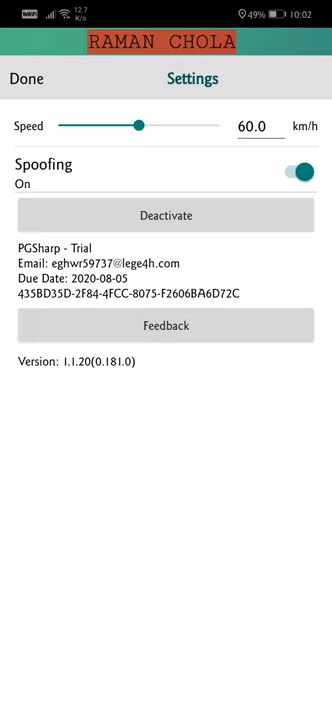 VoWiFi 12.7 K/s 49% 10:02
RAMAN CHOLA
Done Settings
Speed 60.0 km/h
Spoofing
On
Deactivate
PGSharp - Trial
Email: eghwr59737@lege4h.com
Due Date: 2020-08-05
435BD35D-2F84-4FCC-8075-F2606BA6D72C
Feedback
Version: 1.1.20(0.181.0)